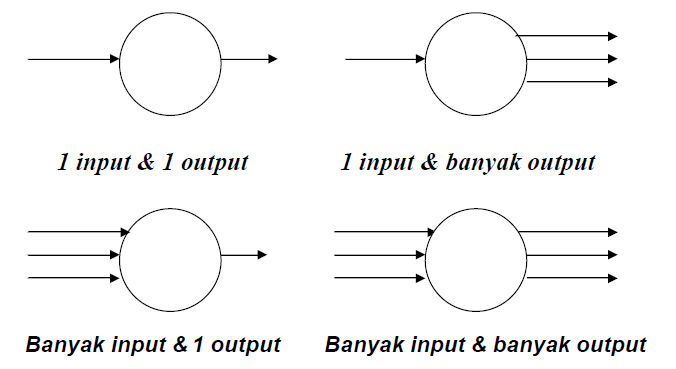 1 input & 1 output
1 input & banyak output
Banyak input & 1 output
Banyak input & banyak output